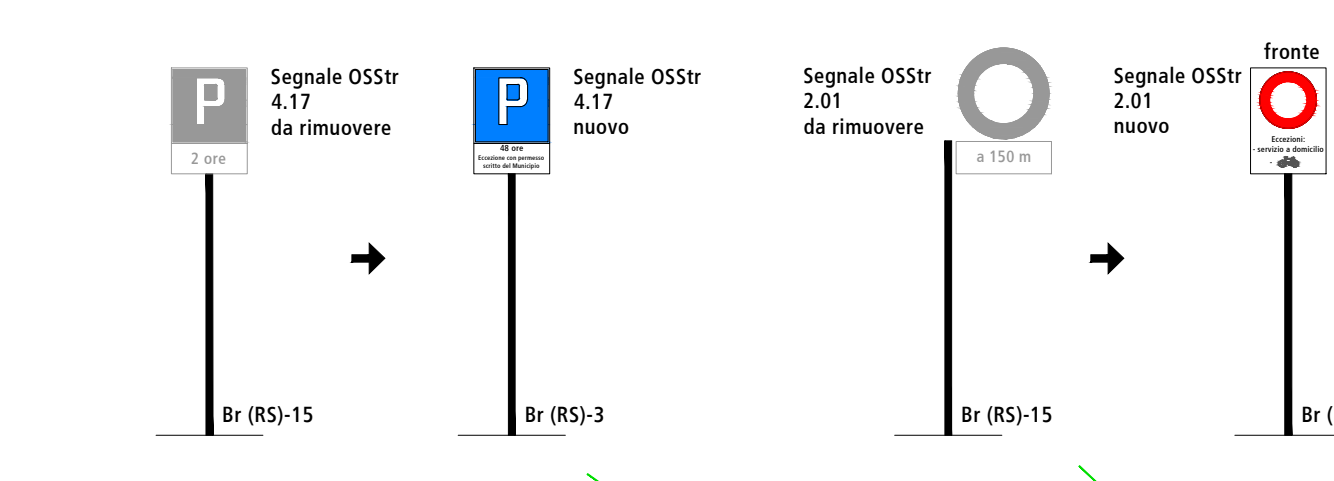 P
2 ore
Segnale OSStr
4.17
da rimuovere
Br (RS)-15
P
48 ore
Eccezione con permesso
scritto del Municipio
Segnale OSStr
4.17
nuovo
Br (RS)-3
Segnale OSStr
2.01
da rimuovere
a 150 m
Br (RS)-15
Segnale OSStr
2.01
nuovo
fronte
Eccezioni:
- servizio a domicilio
-
Br (